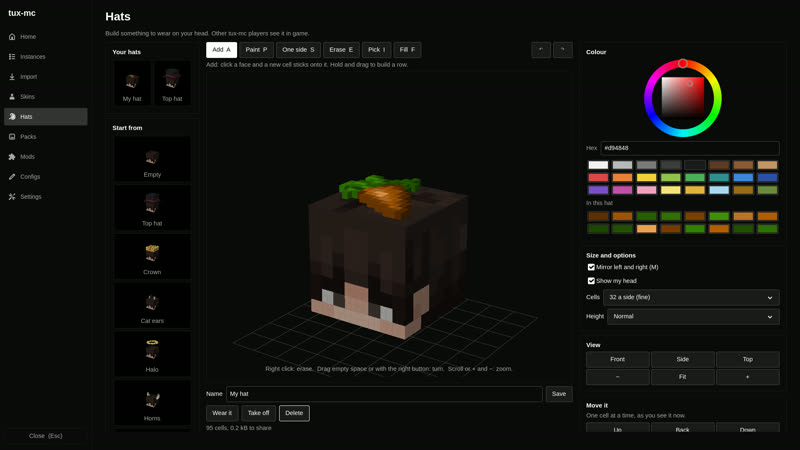 tux-mc
Home
Instances
Import
Skins
Hats
Packs
Mods
Configs
Settings
Close (Esc)
Hats
Build something to wear on your head. Other tux-mc players see it in game.
Your hats
My hat
Top hat
Start from
Empty
Top hat
Crown
Cat ears
Halo
Horns
Add A
Paint P
One side S
Erase E
Pick I
Fill F
Add: click a face and a new cell sticks onto it. Hold and drag to build a row.
Right click: erase. Drag empty space or with the right button: turn. Scroll or + and −: zoom.
Name
My hat
Save
Wear it
Take off
Delete
95 cells, 0.2 kB to share
Colour
Hex
#d94848
In this hat
Size and options
Mirror left and right (M)
Show my head
Cells
32 a side (fine)
Height
Normal
View
Front
Side
Top
−
Fit
+
Move it
One cell at a time, as you see it now.
Up
Back
Down